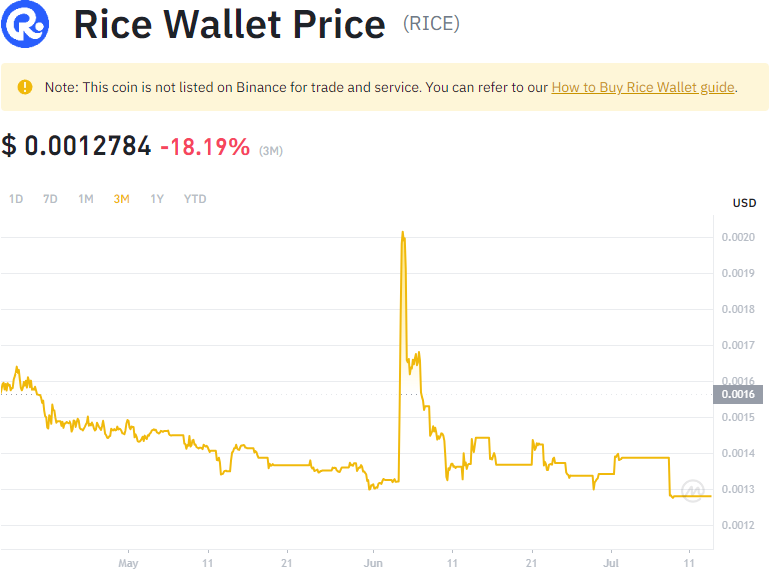 Rice Wallet Price (RICE)
Note: This coin is not listed on Binance for trade and service. You can refer to our How to Buy Rice Wallet guide.
$ 0.0012784 -18.19% (3M)
1D 7D 1M 3M 1Y YTD
USD
0.0020
0.0019
0.0018
0.0017
0.0016
0.0016
0.0015
0.0014
0.0013
0.0012
May 11 21 Jun 11 21 Jul 11